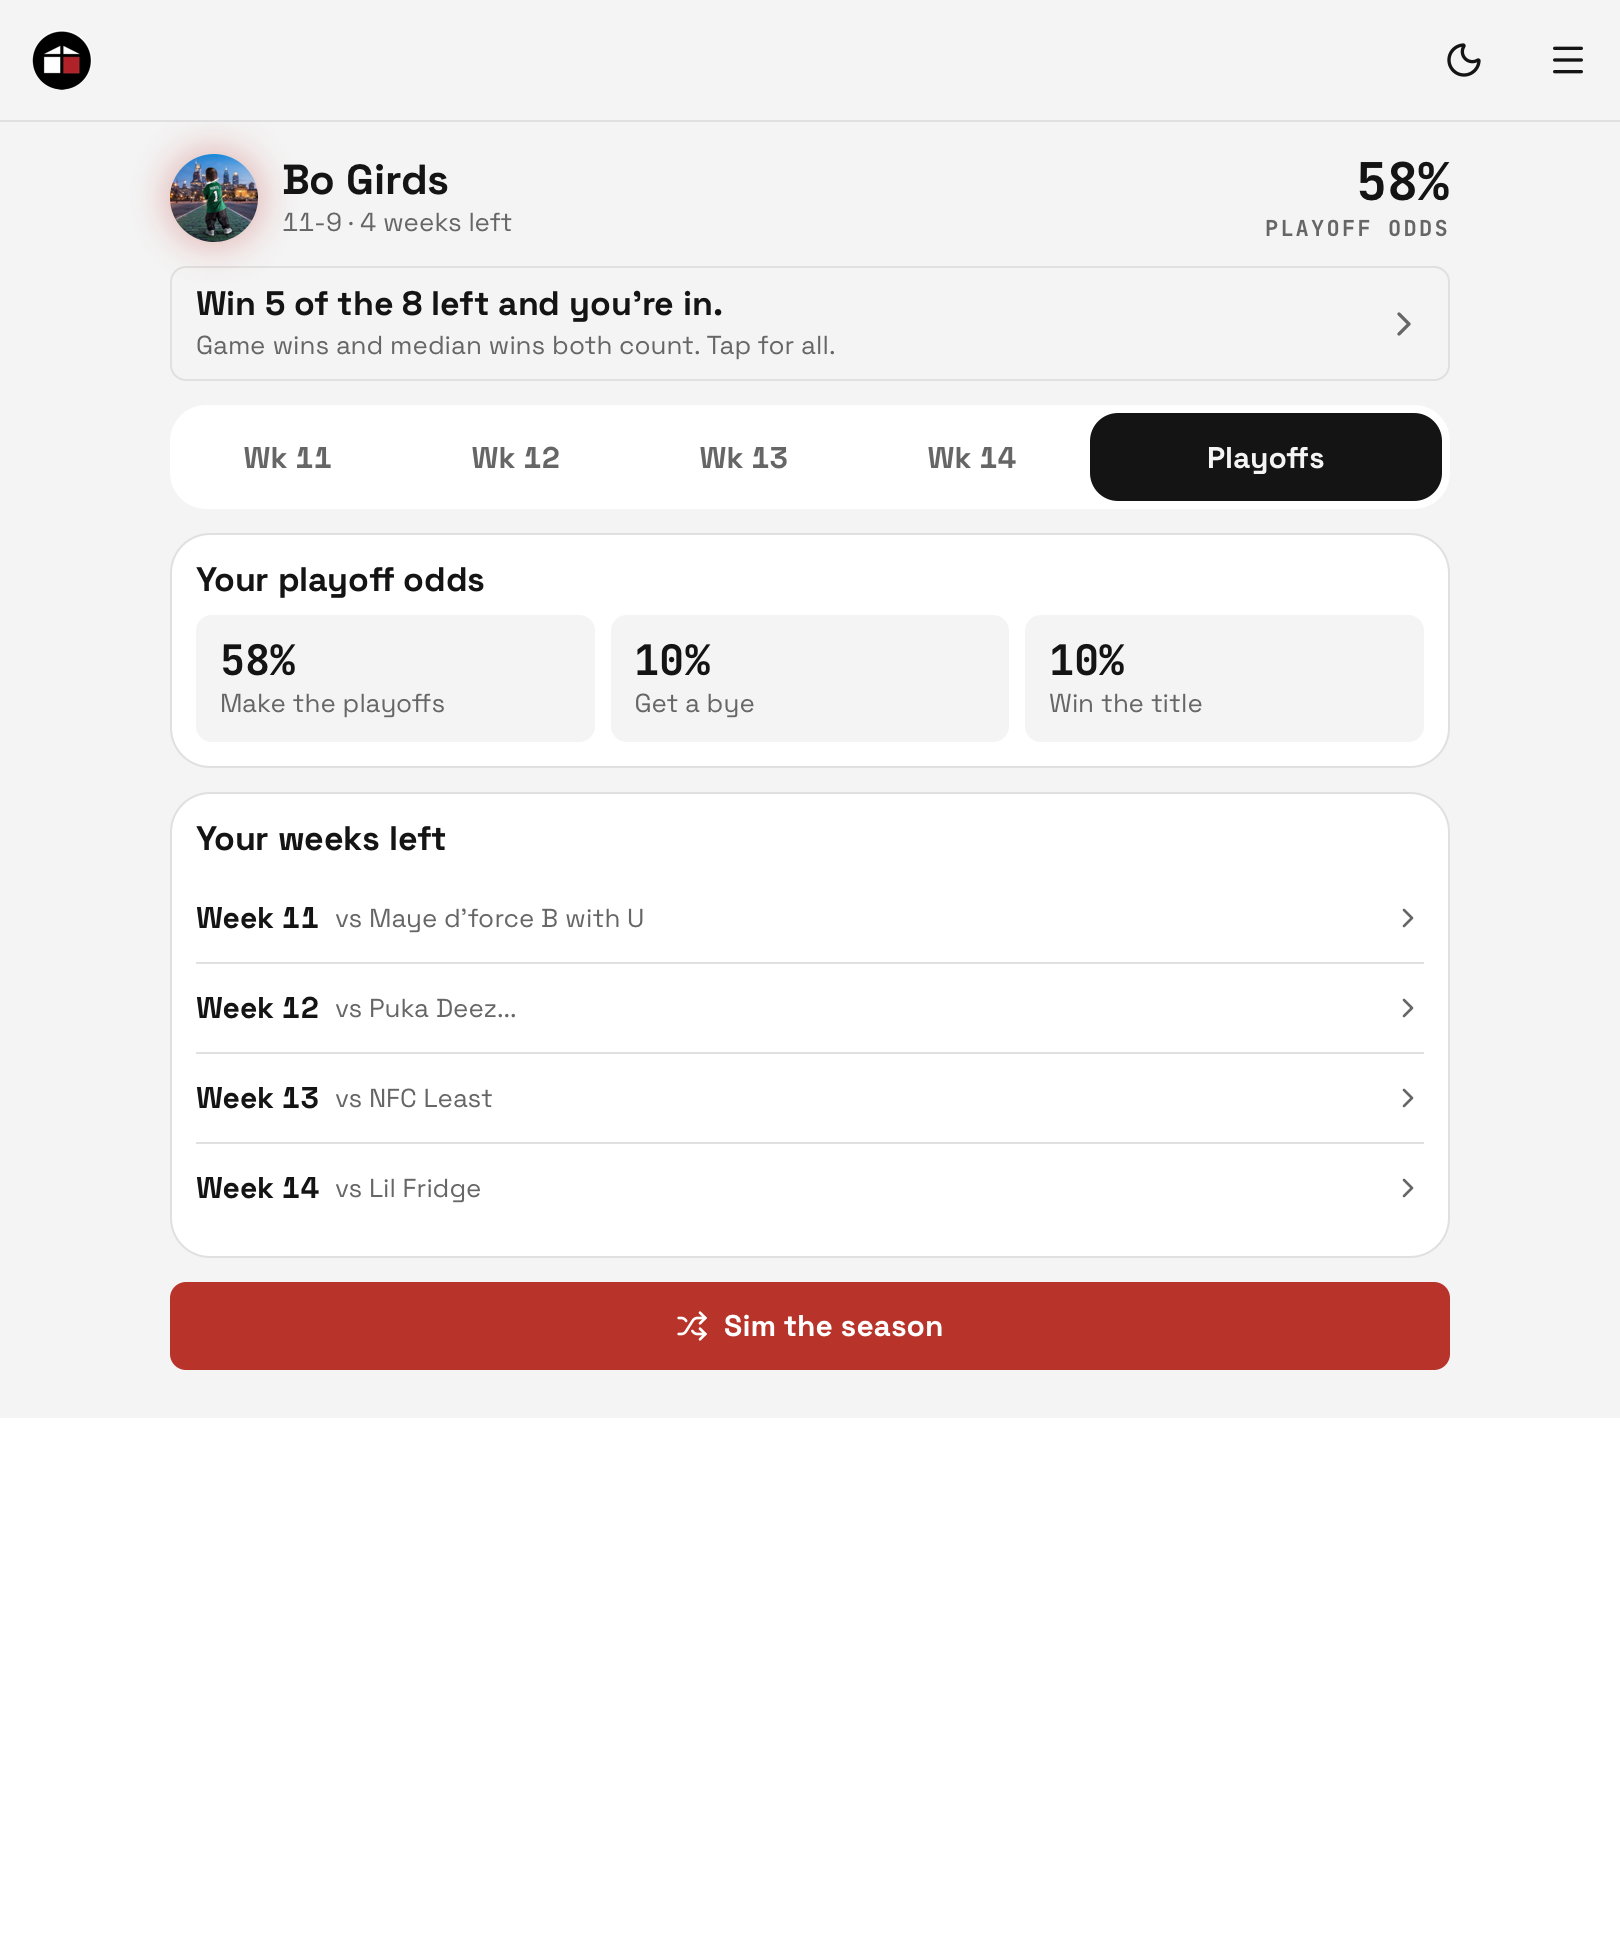 Bo Girds
11-9 · 4 weeks left
58%
PLAYOFF ODDS
Win 5 of the 8 left and you’re in.
Game wins and median wins both count. Tap for all.
Wk 11 Wk 12 Wk 13 Wk 14 Playoffs
Your playoff odds
58% 10% 10%
Make the playoffs Get a bye Win the title
Your weeks left
Week 11 vs Maye d’force B with U
Week 12 vs Puka Deez...
Week 13 vs NFC Least
Week 14 vs Lil Fridge
Sim the season